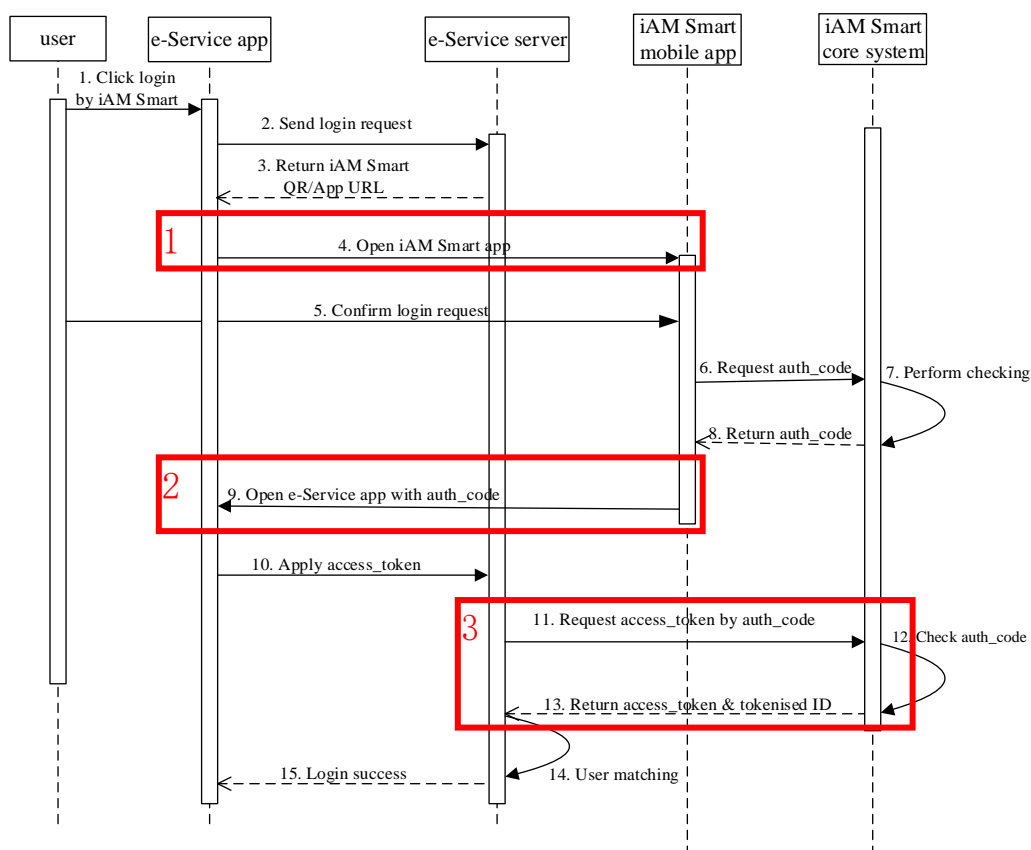 user
e-Service app
e-Service server
iAM Smart
mobile app
iAM Smart
core system
1. Click login
by iAM Smart
2. Send login request
3. Return iAM Smart
QR/App URL
1
4. Open iAM Smart app
5. Confirm login request
6. Request auth_code
7. Perform checking
8. Return auth_code
2
9. Open e-Service app with auth_code
10. Apply access_token
3
11. Request access_token by auth_code
12. Check auth_code
13. Return access_token & tokenised ID
14. User matching
15. Login success